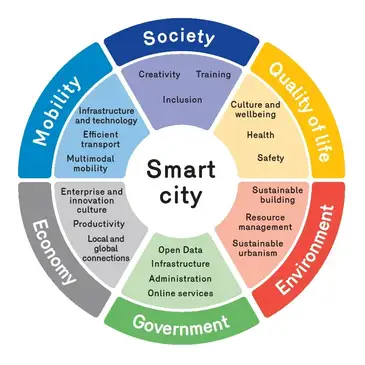 Society
Creativity
Training
Inclusion
Quality of life
Culture and
wellbeing
Health
Safety
Environment
Sustainable
building
Resource
management
Sustainable
urbanism
Government
Open Data
Infrastructure
Administration
Online services
Economy
Enterprise and
innovation
culture
Productivity
Local and
global
connections
Mobility
Infrastructure
and technology
Efficient
transport
Multimodal
mobility
Smart
city